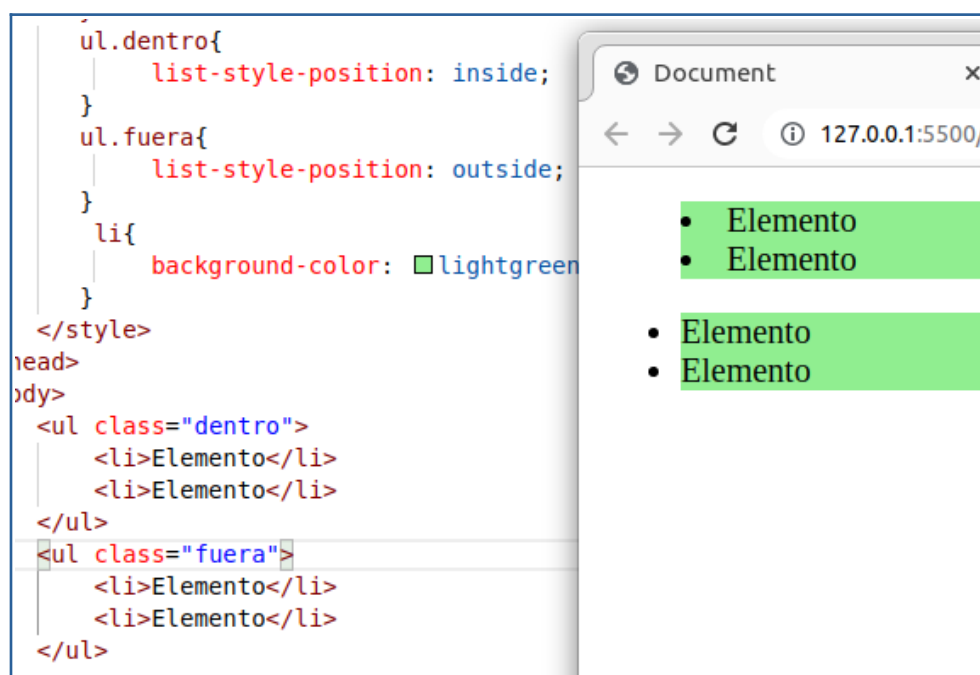 ul.dentro{
list-style-position: inside;
}
ul.fuera{
list-style-position: outside;
}
li{
background-color: lightgreen
}
</style>
head>
ody>
<ul class="dentro">
<li>Elemento</li>
<li>Elemento</li>
</ul>
<ul class="fuera">
<li>Elemento</li>
<li>Elemento</li>
</ul>
Document
127.0.0.1:5500/
Elemento
Elemento
Elemento
Elemento